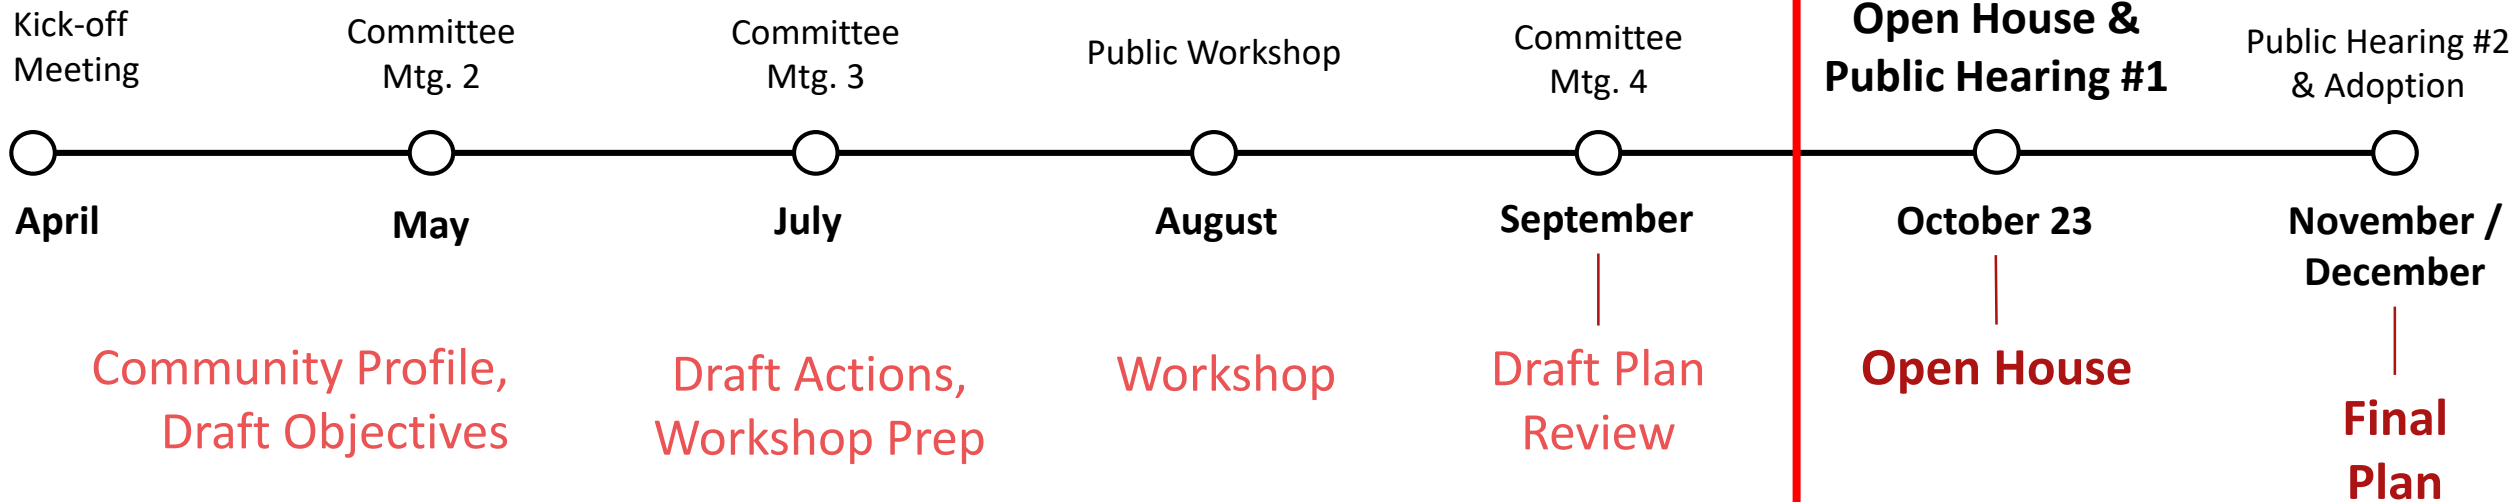 Kick-off
Meeting
Committee
Mtg. 2
Committee
Mtg. 3
Public Workshop
Committee
Mtg. 4
Open House &
Public Hearing #1
Public Hearing #2
& Adoption
April
May
July
August
September
October 23
November /
December
Community Profile,
Draft Objectives
Draft Actions,
Workshop Prep
Workshop
Draft Plan
Review
Open House
Final
Plan